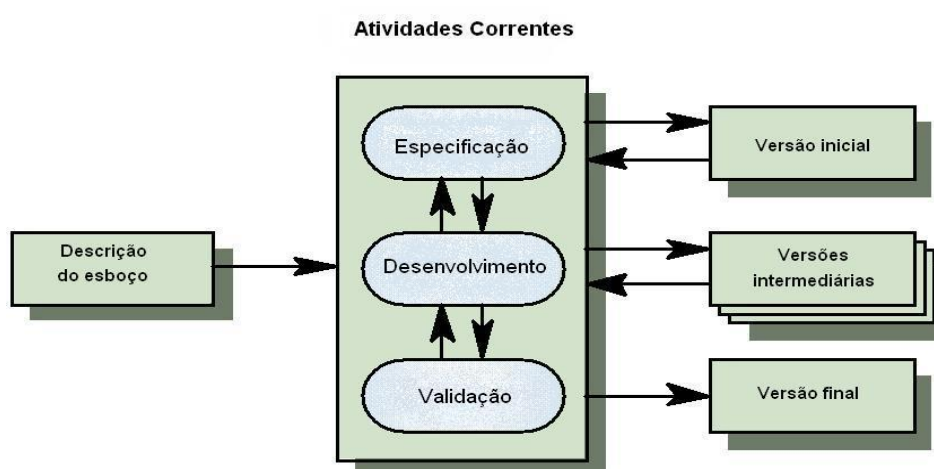 Atividades Correntes
Especificação
Versão inicial
Descrição
do esboço
Desenvolvimento
Versões
intermediárias
Validação
Versão final